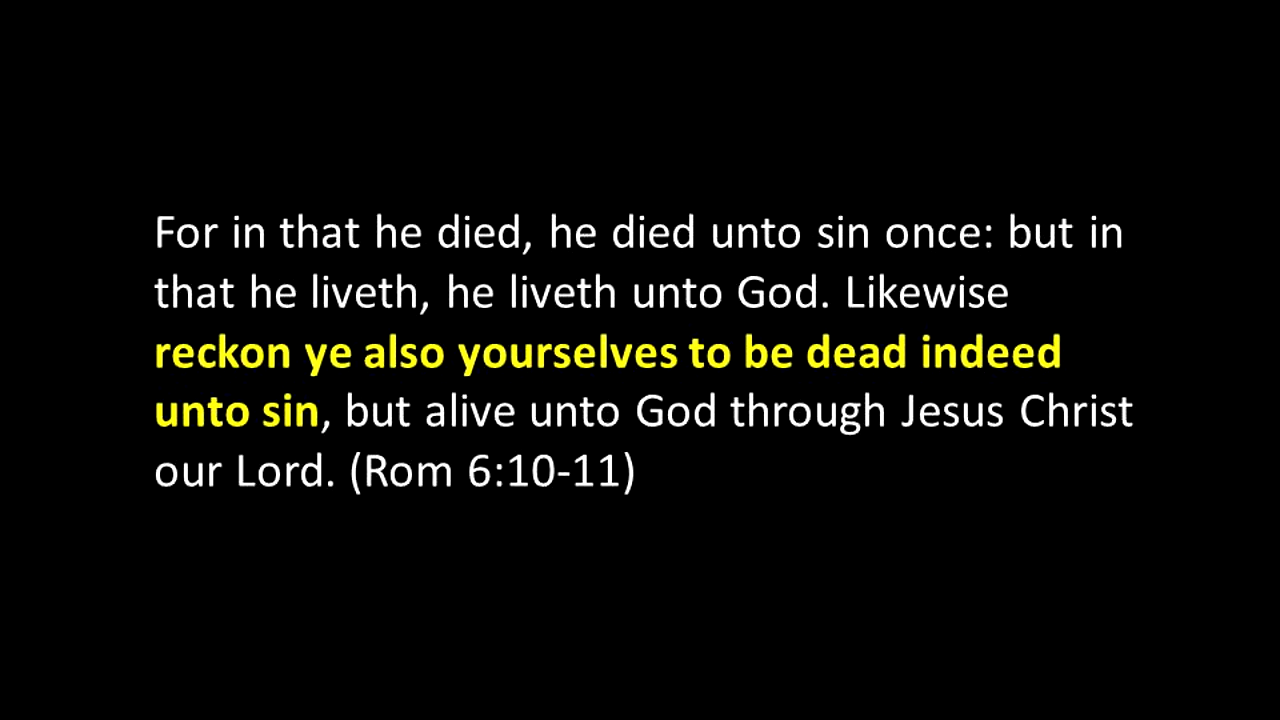 For in that he died, he died unto sin once: but in
that he liveth, he liveth unto God. Likewise
reckon ye also yourselves to be dead indeed
unto sin, but alive unto God through Jesus Christ
our Lord. (Rom 6:10-11)